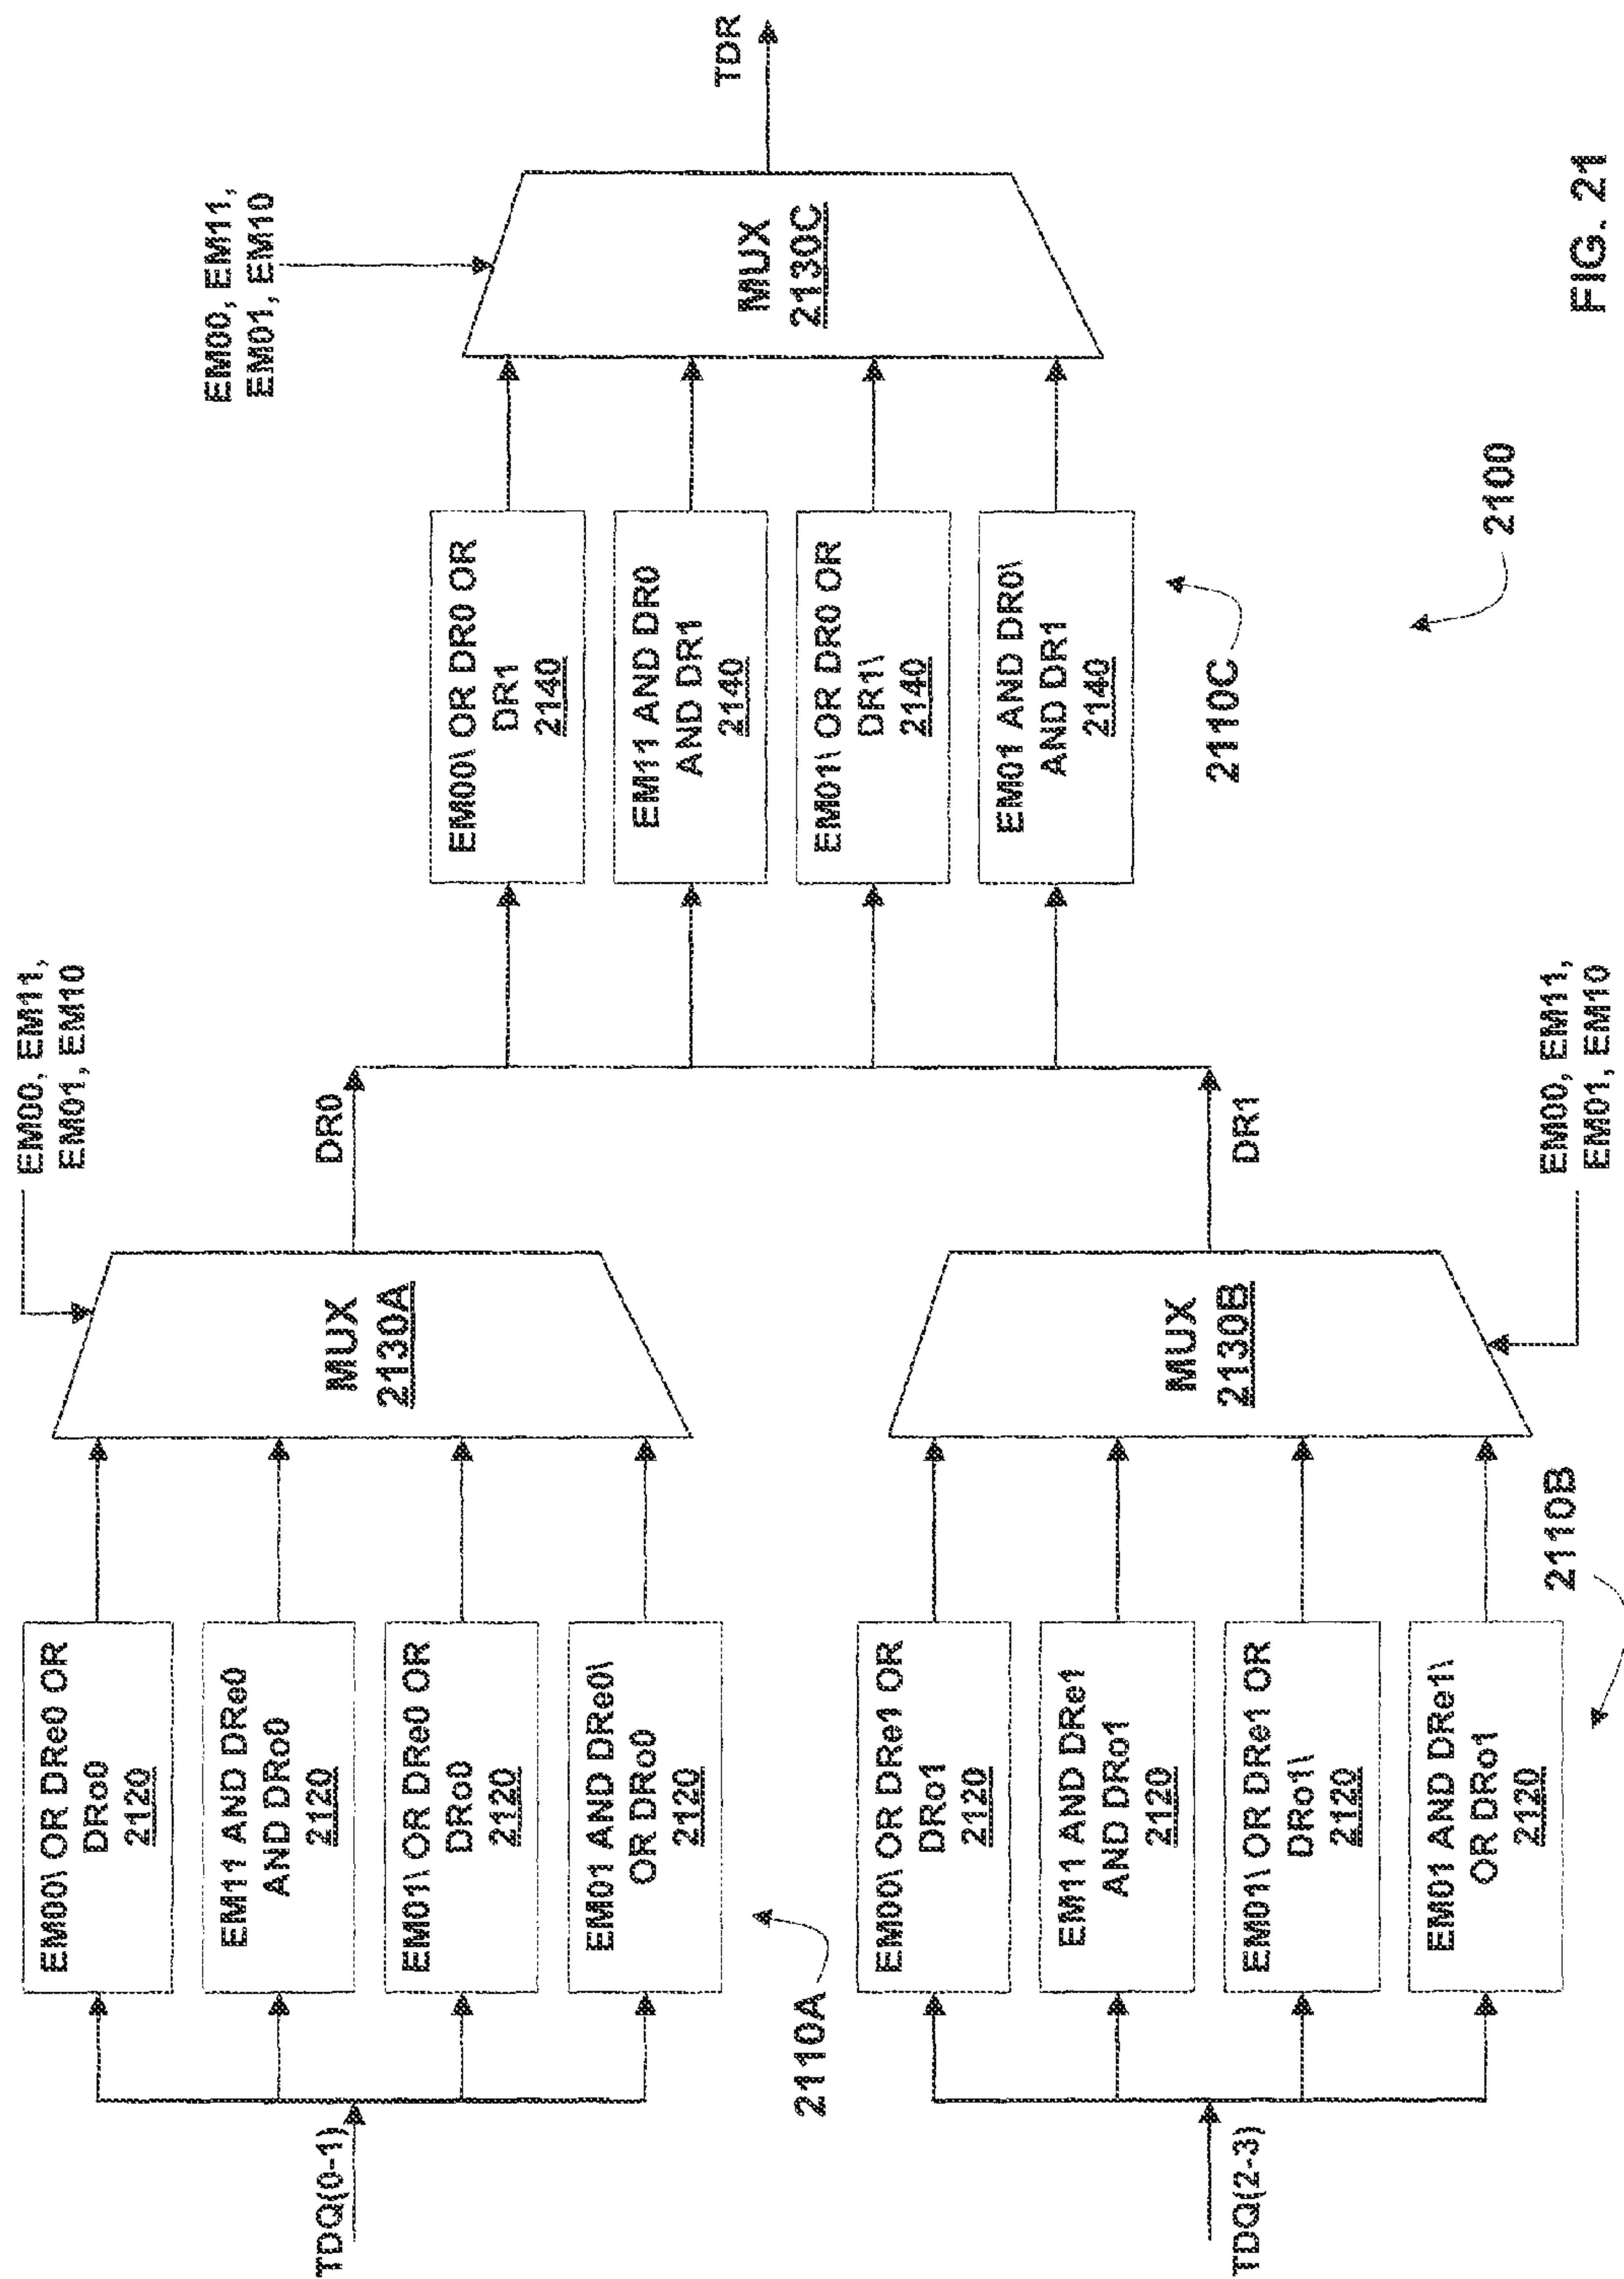 TDQ(0-1)
EM00\ OR DRe0 OR
DRo0
2120
EM11 AND DRe0
AND DRo0
2120
EM01\ OR DRe0 OR
DRo0
2120
EM01 AND DRe0\
OR DRo0
2120
2110A
MUX
2130A
EM00, EM11,
EM01, EM10
DR0
TDQ(2-3)
EM00\ OR DRe1 OR
DRo1
2120
EM11 AND DRe1
AND DRo1
2120
EM01\ OR DRe1 OR
DRo1\
2120
EM01 AND DRe1\
OR DRo1
2120
2110B
MUX
2130B
EM00, EM11,
EM01, EM10
DR1
EM00\ OR DR0 OR
DR1
2140
EM11 AND DR0
AND DR1
2140
EM01\ OR DR0 OR
DR1\
2140
EM01 AND DR0\
AND DR1
2140
2110C
MUX
2130C
EM00, EM11,
EM01, EM10
TDR
2100
FIG. 21